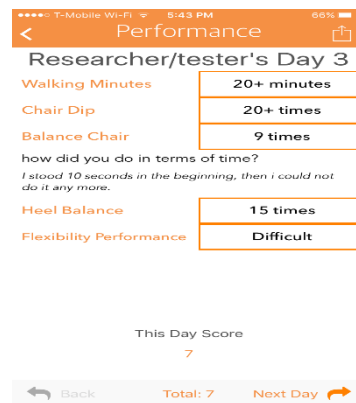 ●●●●○ T-Mobile Wi-Fi 5:43 PM 66%
Performance
Researcher/tester's Day 3
Walking Minutes 20+ minutes
Chair Dip 20+ times
Balance Chair 9 times
how did you do in terms of time?
I stood 10 seconds in the beginning, then i could not
do it any more.
Heel Balance 15 times
Flexibility Performance Difficult
This Day Score
7
Back Total: 7 Next Day